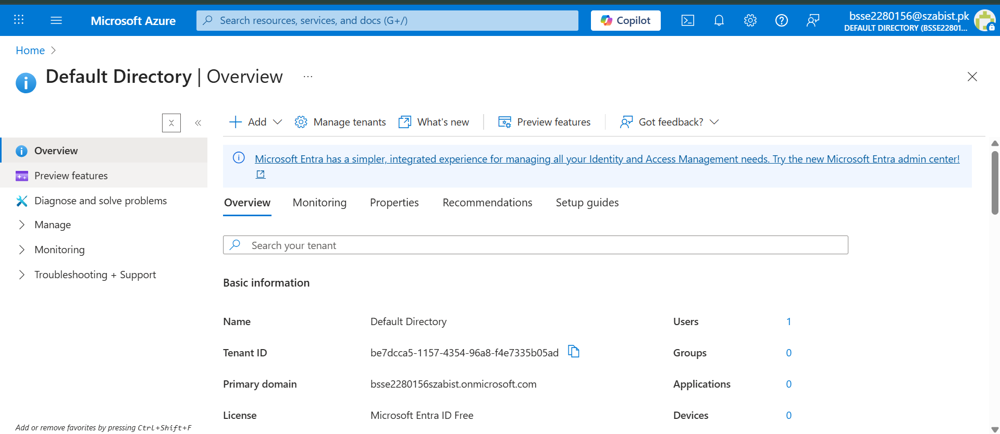 Microsoft Azure
Search resources, services, and docs (G+/)
Copilot
bsse2280156@szabist.pk
DEFAULT DIRECTORY (BSSE22801...
Home
Default Directory | Overview
...
Add
Manage tenants
What's new
Preview features
Got feedback?
Overview
Preview features
Diagnose and solve problems
Manage
Monitoring
Troubleshooting + Support
Add or remove favorites by pressing Ctrl+Shift+F
Microsoft Entra has a simpler, integrated experience for managing all your Identity and Access Management needs. Try the new Microsoft Entra admin center!
Overview
Monitoring
Properties
Recommendations
Setup guides
Search your tenant
Basic information
Name
Default Directory
Users
1
Tenant ID
be7dcca5-1157-4354-96a8-f4e7335b05ad
Groups
0
Primary domain
bsse2280156szabist.onmicrosoft.com
Applications
0
License
Microsoft Entra ID Free
Devices
0